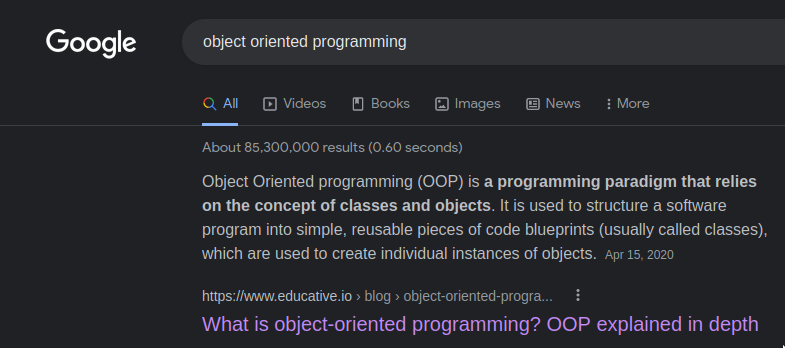 Google
object oriented programming
All
Videos
Books
Images
News
More
About 85,300,000 results (0.60 seconds)
Object Oriented programming (OOP) is a programming paradigm that relies
on the concept of classes and objects. It is used to structure a software
program into simple, reusable pieces of code blueprints (usually called classes),
which are used to create individual instances of objects. Apr 15, 2020
https://www.educative.io › blog › object-oriented-progra...
What is object-oriented programming? OOP explained in depth